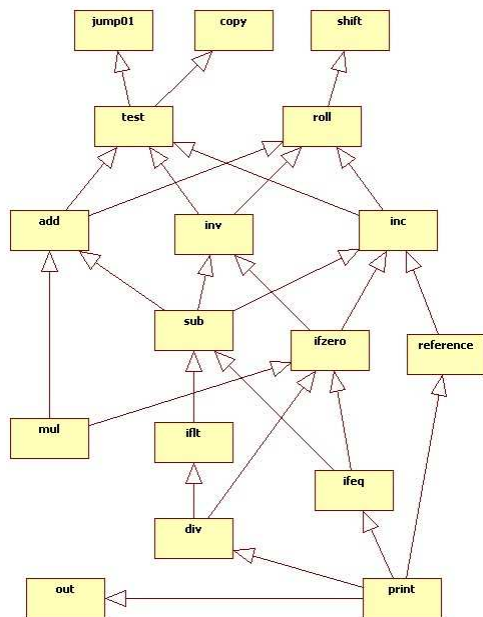 jump01
copy
shift
test
roll
add
inv
inc
sub
ifzero
reference
mul
iflt
ifeq
div
out
print